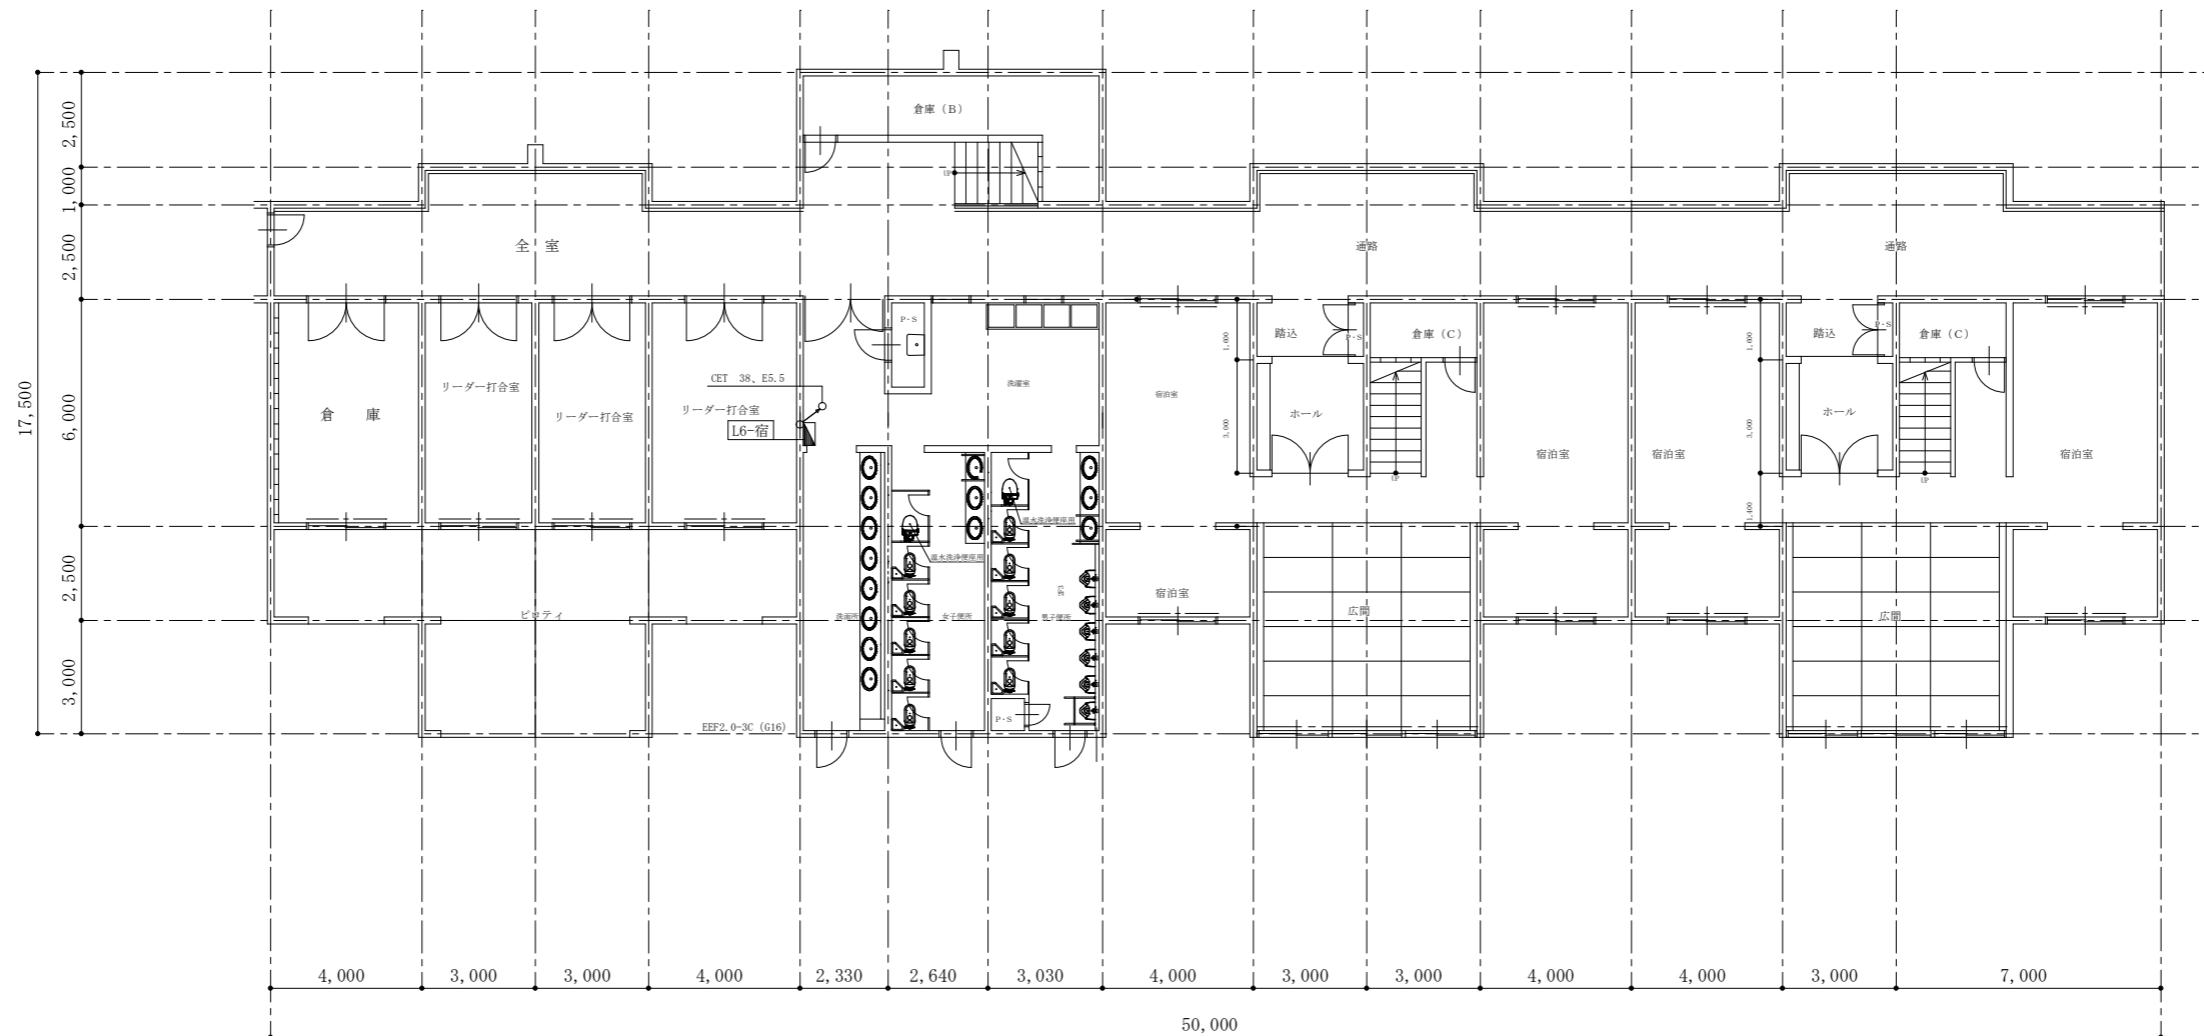 倉庫（B）
UP
全　室
通路
通路
P・S
踏込
P・S
倉庫（C）
踏込
P・S
倉庫（C）
リーダー打合室
CET　38、E5.5
洗濯室
宿泊室
倉　庫
リーダー打合室
リーダー打合室
L6-宿
ホール
ホール
宿泊室
宿泊室
宿泊室
UP
UP
温水洗浄便座用
温水洗浄便座用
ピロティ
洗面所
女子便所
男子便所
宿泊室
広間
広間
SK
P・S
EEF2.0-3C（G16）
2,500
1,000
2,500
6,000
2,500
3,000
17,500
1,600
3,000
1,600
3,000
1,400
4,000
3,000
3,000
4,000
2,330
2,640
3,030
4,000
3,000
3,000
4,000
4,000
3,000
7,000
50,000